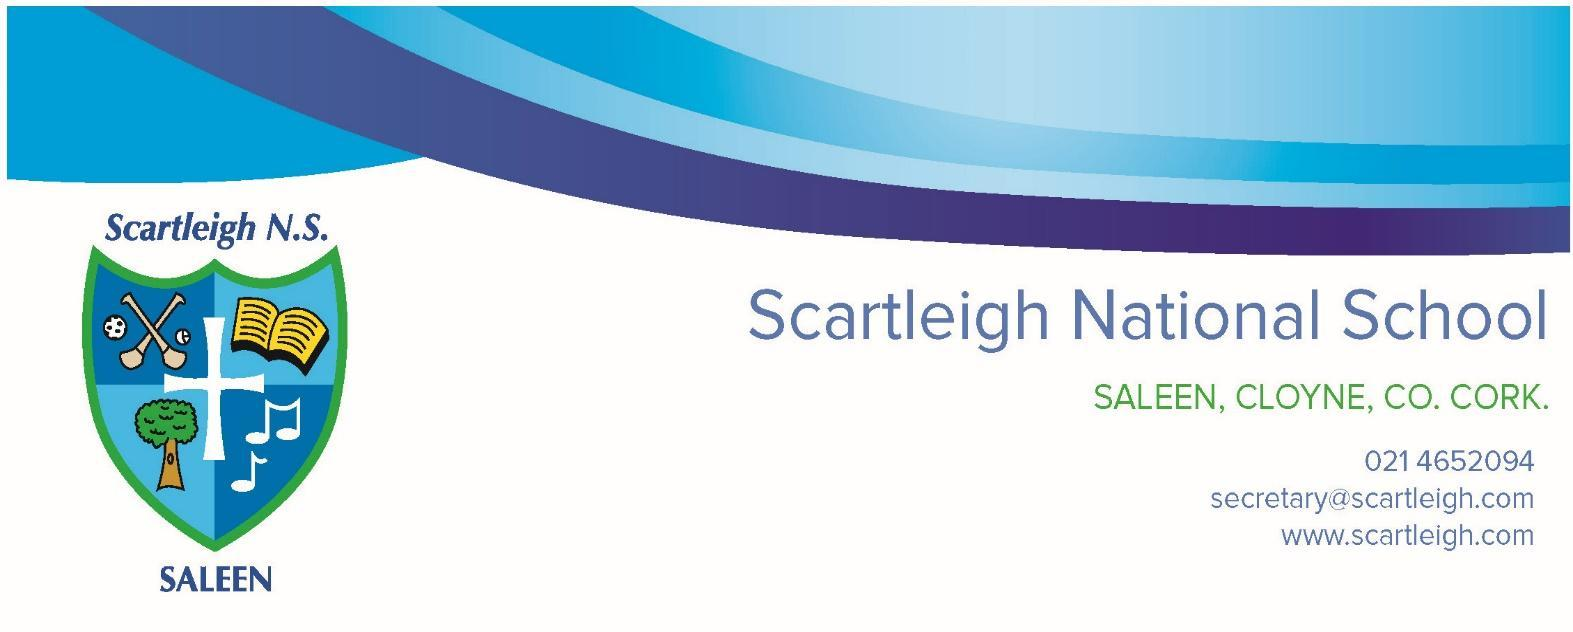 Scartleigh N.S.
SALEEN
Scartleigh National School
SALEEN, CLOYNE, CO. CORK.
021 4652094
secretary@scartleigh.com
www.scartleigh.com